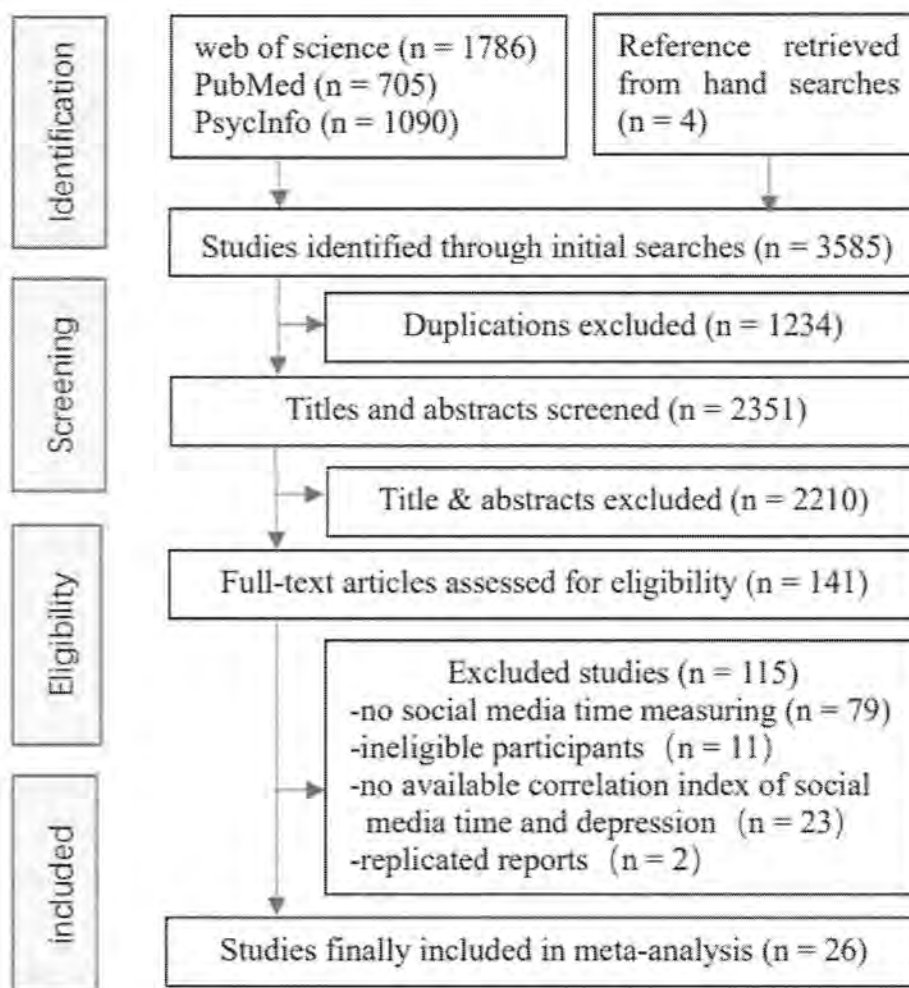 Identification
web of science (n = 1786)
PubMed (n = 705)
PsycInfo (n = 1090)
Reference retrieved
from hand searches
(n = 4)
Studies identified through initial searches (n = 3585)
Screening
Duplications excluded (n = 1234)
Titles and abstracts screened (n = 2351)
Title & abstracts excluded (n = 2210)
Eligibility
Full-text articles assessed for eligibility (n = 141)
Excluded studies (n = 115)
-no social media time measuring (n = 79)
-ineligible participants (n = 11)
-no available correlation index of social
media time and depression (n = 23)
-replicated reports (n = 2)
included
Studies finally included in meta-analysis (n = 26)